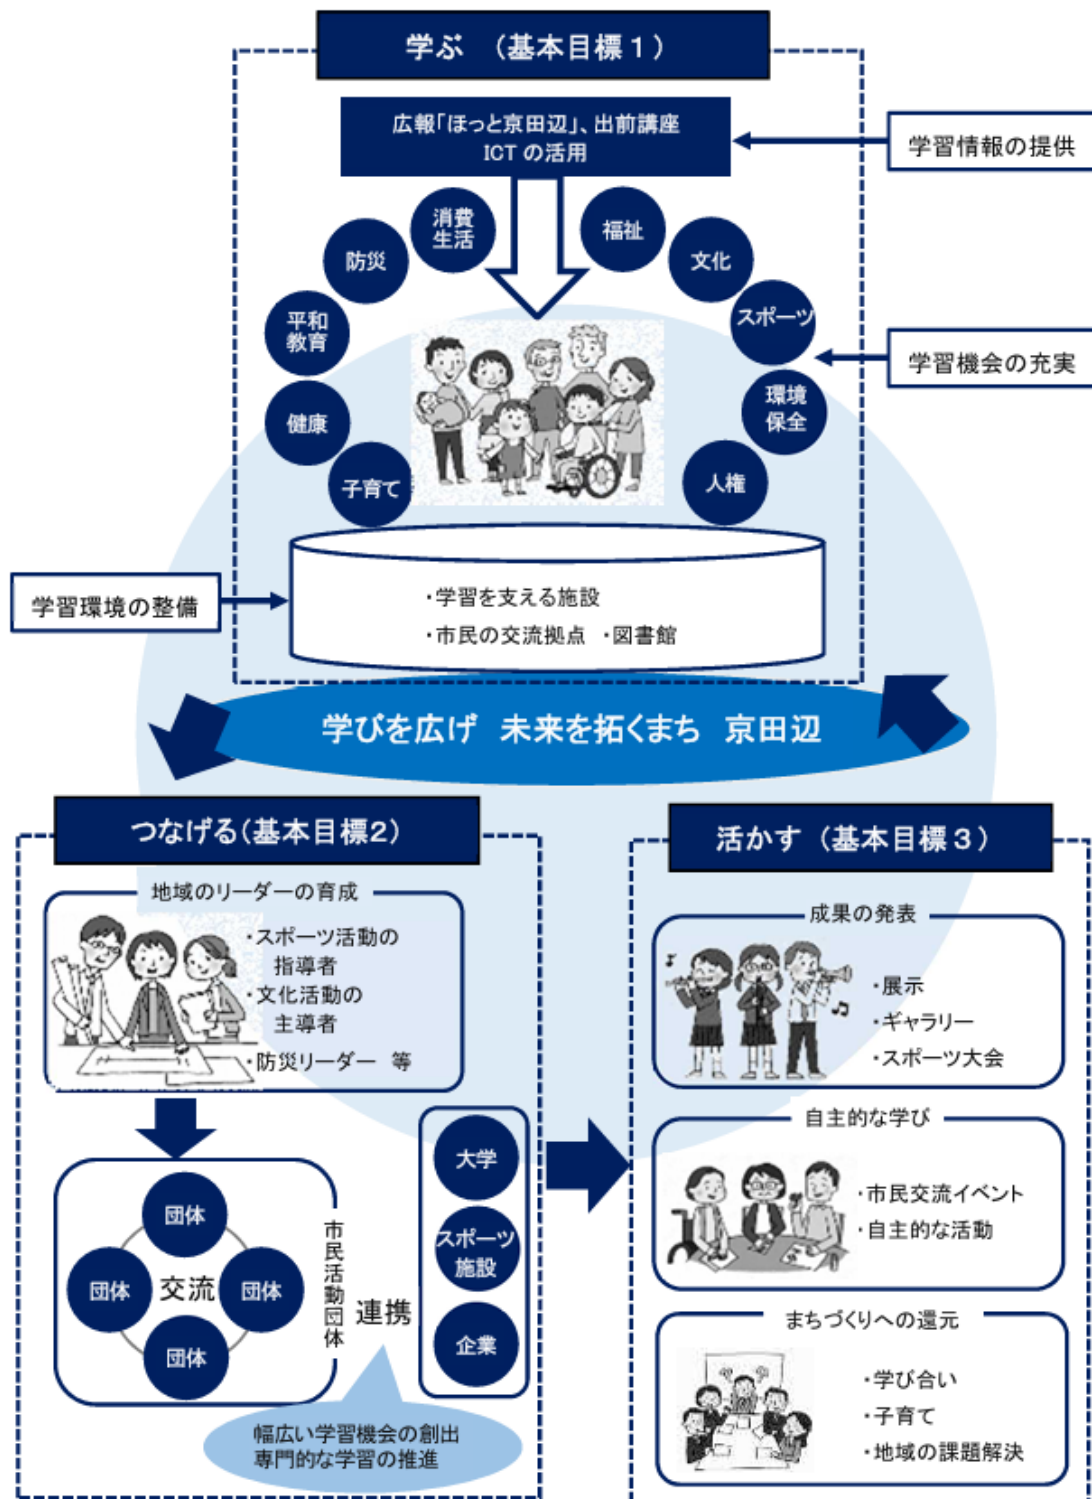 学ぶ （基本目標１）
広報｢ほっと京田辺｣、出前講座
ICT の活用
学習情報の提供
消費
生活
福祉
防災
文化
平和
教育
スポーツ
学習機会の充実
健康
環境
保全
子育て
人権
学習環境の整備
・学習を支える施設
・市民の交流拠点 ・図書館
学びを広げ 未来を拓くまち 京田辺
つなげる（基本目標２）
地域のリーダーの育成
・スポーツ活動の
指導者
・文化活動の
主導者
・防災リーダー 等
団体
団体
交流
団体
団体
市民活動団体
連携
大学
スポーツ
施設
企業
幅広い学習機会の創出
専門的な学習の推進
活かす （基本目標３）
成果の発表
・展示
・ギャラリー
・スポーツ大会
自主的な学び
・市民交流イベント
・自主的な活動
まちづくりへの還元
・学び合い
・子育て
・地域の課題解決